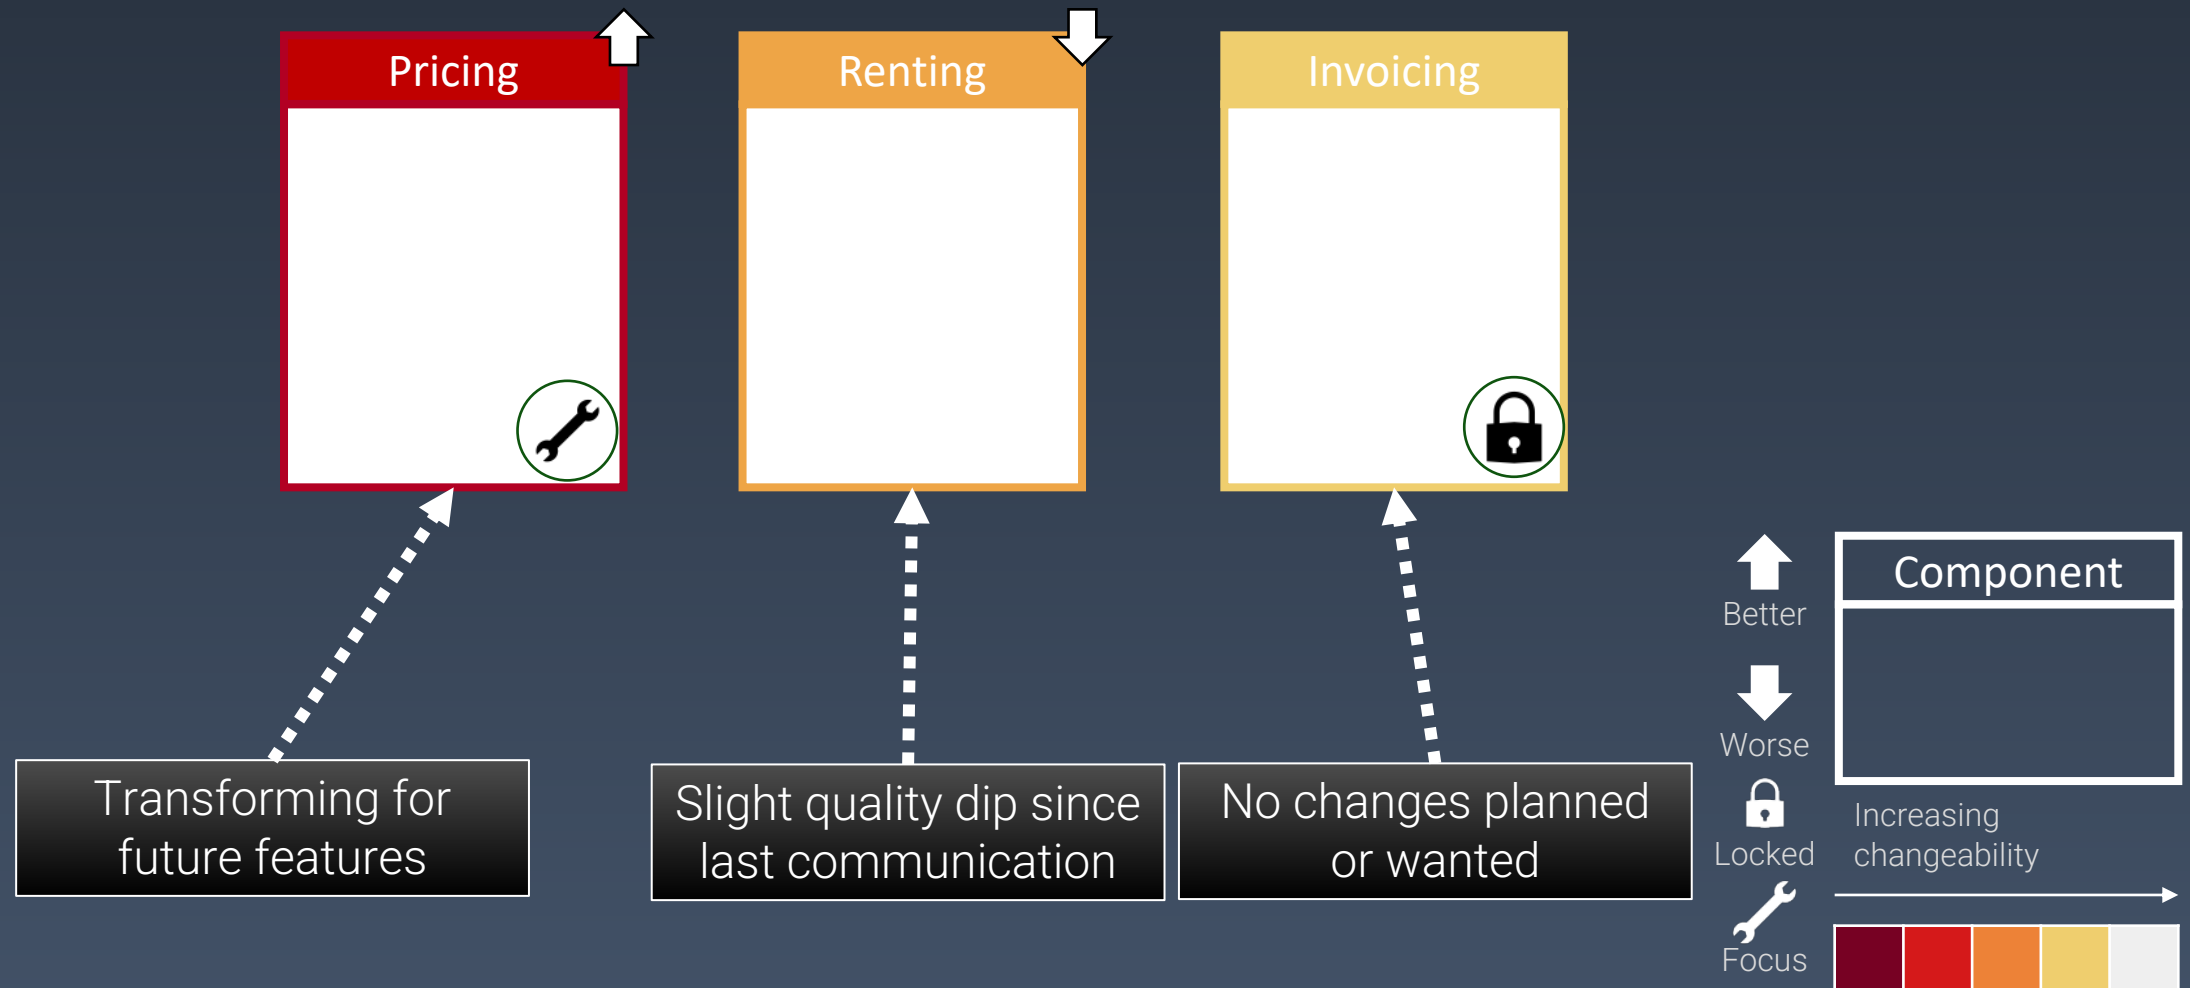 Pricing
Renting
Invoicing
Transforming for
future features
Slight quality dip since
last communication
No changes planned
or wanted
Better
Worse
Locked
Focus
Component
Increasing
changeability